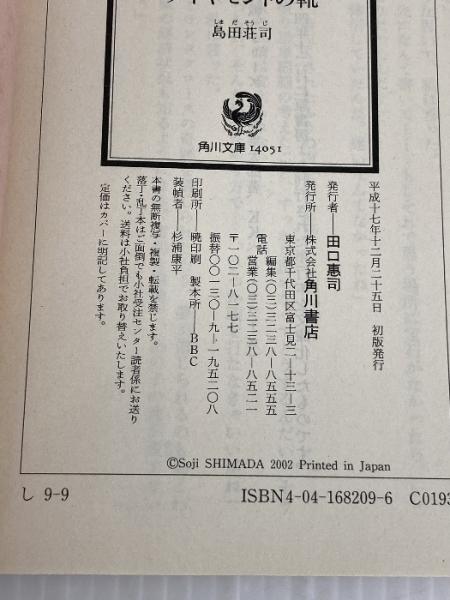 しまだそうじ
島田荘司
角川文庫 14051
平成十七年十二月二十五日 初版発行
発行者―田口惠司
発行所―株式会社角川書店
東京都千代田区富士見二―十三―三
電話 編集(〇三)三二三八―八五五五
営業(〇三)三二三八―八五二一
〒一〇二―八一七七
振替〇〇一三〇―九―一九五二〇八
印刷所―暁印刷 製本所―BBC
装幀者―杉浦康平
本書の無断複写・複製・転載を禁じます。
落丁・乱丁本はご面倒でも小社受注センター読者係にお送り
ください。送料は小社負担でお取り替えいたします。
定価はカバーに明記してあります。
©Soji SHIMADA 2002 Printed in Japan
し 9-9
ISBN4-04-168209-6
C0193